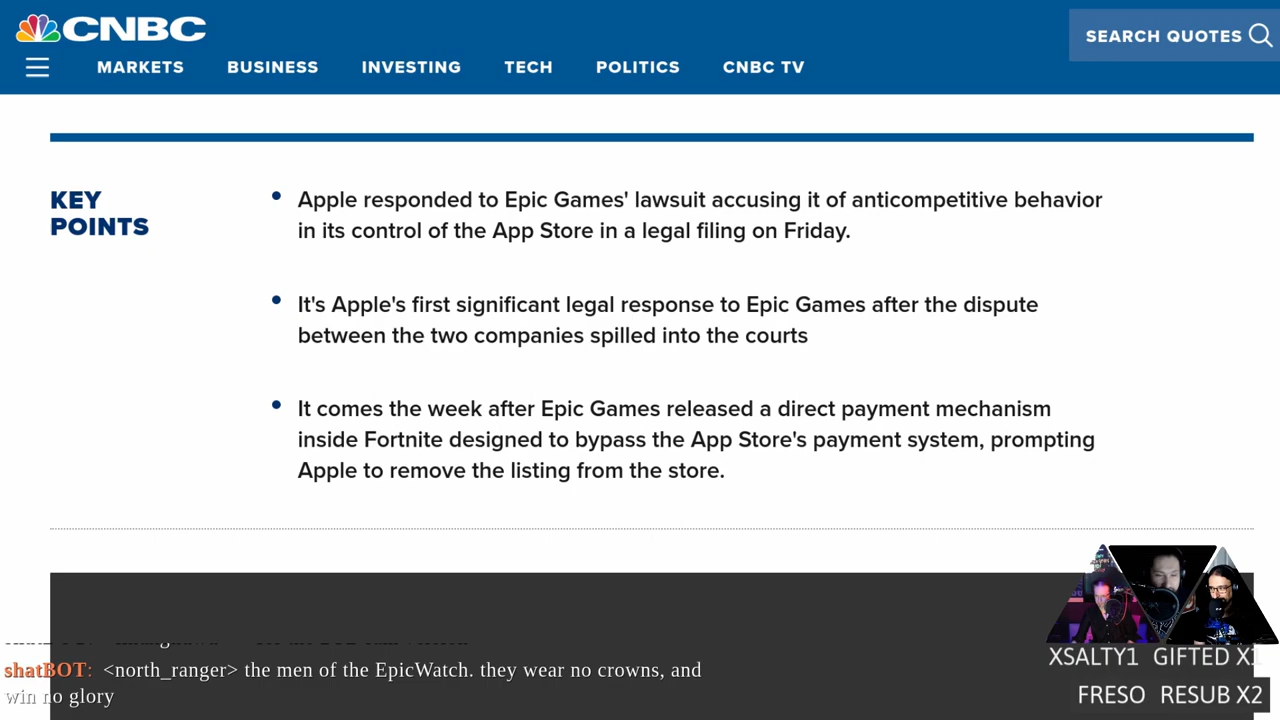 CNBC
SEARCH QUOTES
MARKETS BUSINESS INVESTING TECH POLITICS CNBC TV
KEY
POINTS
Apple responded to Epic Games' lawsuit accusing it of anticompetitive behavior
in its control of the App Store in a legal filing on Friday.
It's Apple's first significant legal response to Epic Games after the dispute
between the two companies spilled into the courts
It comes the week after Epic Games released a direct payment mechanism
inside Fortnite designed to bypass the App Store's payment system, prompting
Apple to remove the listing from the store.
shatBOT: <north_ranger> the men of the EpicWatch. they wear no crowns, and
win no glory
XSALTY1 GIFTED X1
FRESO RESUB X2